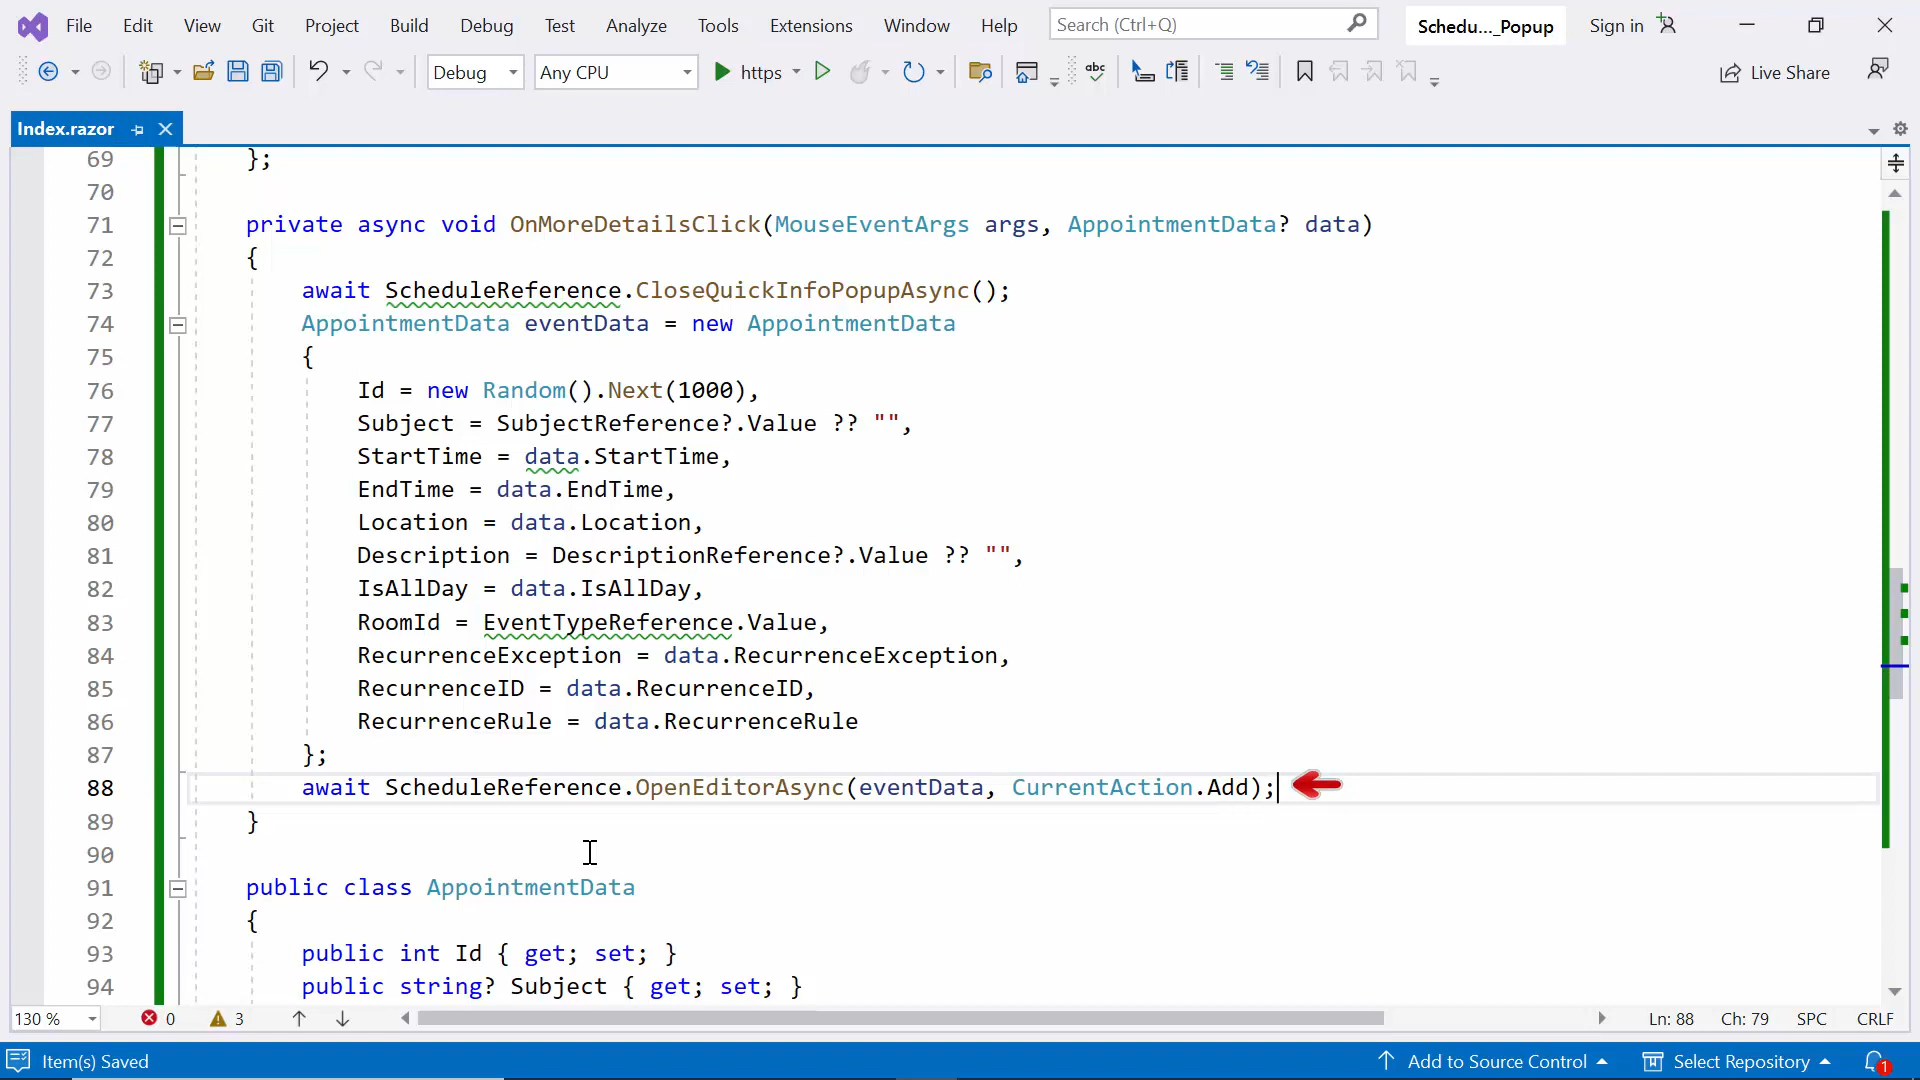 File Edit View Git Project Build Debug Test Analyze Tools Extensions Window Help Search (Ctrl+Q) Schedu..._Popup Sign in
Debug Any CPU https abc Live Share
Index.razor
69 };
70
71 private async void OnMoreDetailsClick(MouseEventArgs args, AppointmentData? data)
72 {
73 await ScheduleReference.CloseQuickInfoPopupAsync();
74 AppointmentData eventData = new AppointmentData
75 {
76 Id = new Random().Next(1000),
77 Subject = SubjectReference?.Value ?? "",
78 StartTime = data.StartTime,
79 EndTime = data.EndTime,
80 Location = data.Location,
81 Description = DescriptionReference?.Value ?? "",
82 IsAllDay = data.IsAllDay,
83 RoomId = EventTypeReference.Value,
84 RecurrenceException = data.RecurrenceException,
85 RecurrenceID = data.RecurrenceID,
86 RecurrenceRule = data.RecurrenceRule
87 };
88 await ScheduleReference.OpenEditorAsync(eventData, CurrentAction.Add);
89 }
90
91 public class AppointmentData
92 {
93 public int Id { get; set; }
94 public string? Subject { get; set; }
130 % 0 3 Ln: 88 Ch: 79 SPC CRLF
Item(s) Saved Add to Source Control Select Repository 1